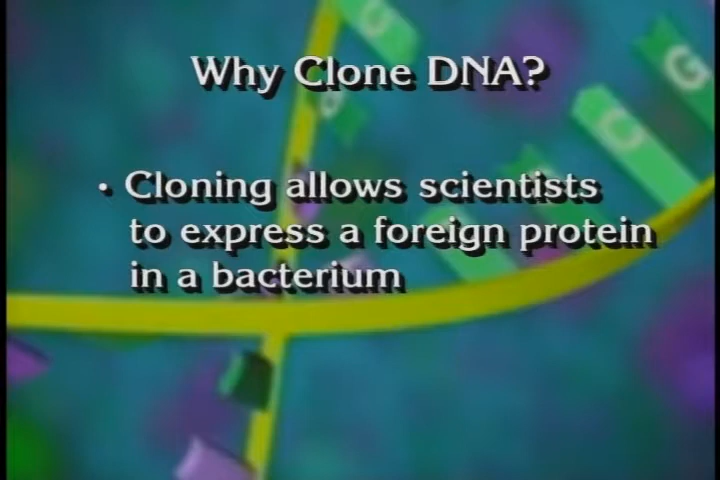 Why Clone DNA?
• Cloning allows scientists
to express a foreign protein
in a bacterium
G
C